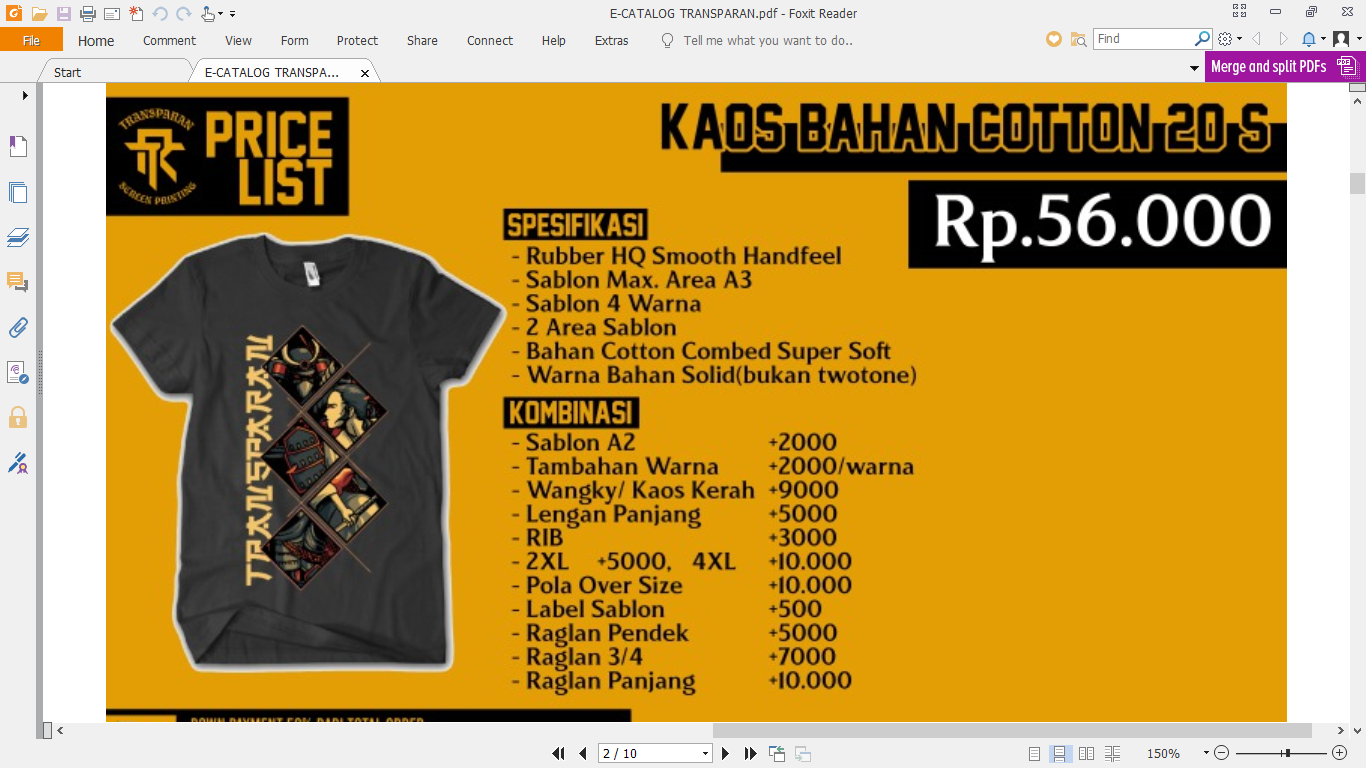 E-CATALOG TRANSPARAN.pdf - Foxit Reader
File Home Comment View Form Protect Share Connect Help Extras Tell me what you want to do.. Find
Start E-CATALOG TRANSPA... Merge and split PDFs
TRANSPARAN
SCREEN PRINTING
PRICE
LIST
KAOS BAHAN COTTON 20 S
Rp.56.000
SPESIFIKASI
- Rubber HQ Smooth Handfeel
- Sablon Max. Area A3
- Sablon 4 Warna
- 2 Area Sablon
- Bahan Cotton Combed Super Soft
- Warna Bahan Solid(bukan twotone)
TRANSPARAN
KOMBINASI
- Sablon A2 +2000
- Tambahan Warna +2000/warna
- Wangky/ Kaos Kerah +9000
- Lengan Panjang +5000
- RIB +3000
- 2XL +5000, 4XL +10.000
- Pola Over Size +10.000
- Label Sablon +500
- Raglan Pendek +5000
- Raglan 3/4 +7000
- Raglan Panjang +10.000
DOWN PAYMENT 50% DARI TOTAL ORDER
2 / 10 150%